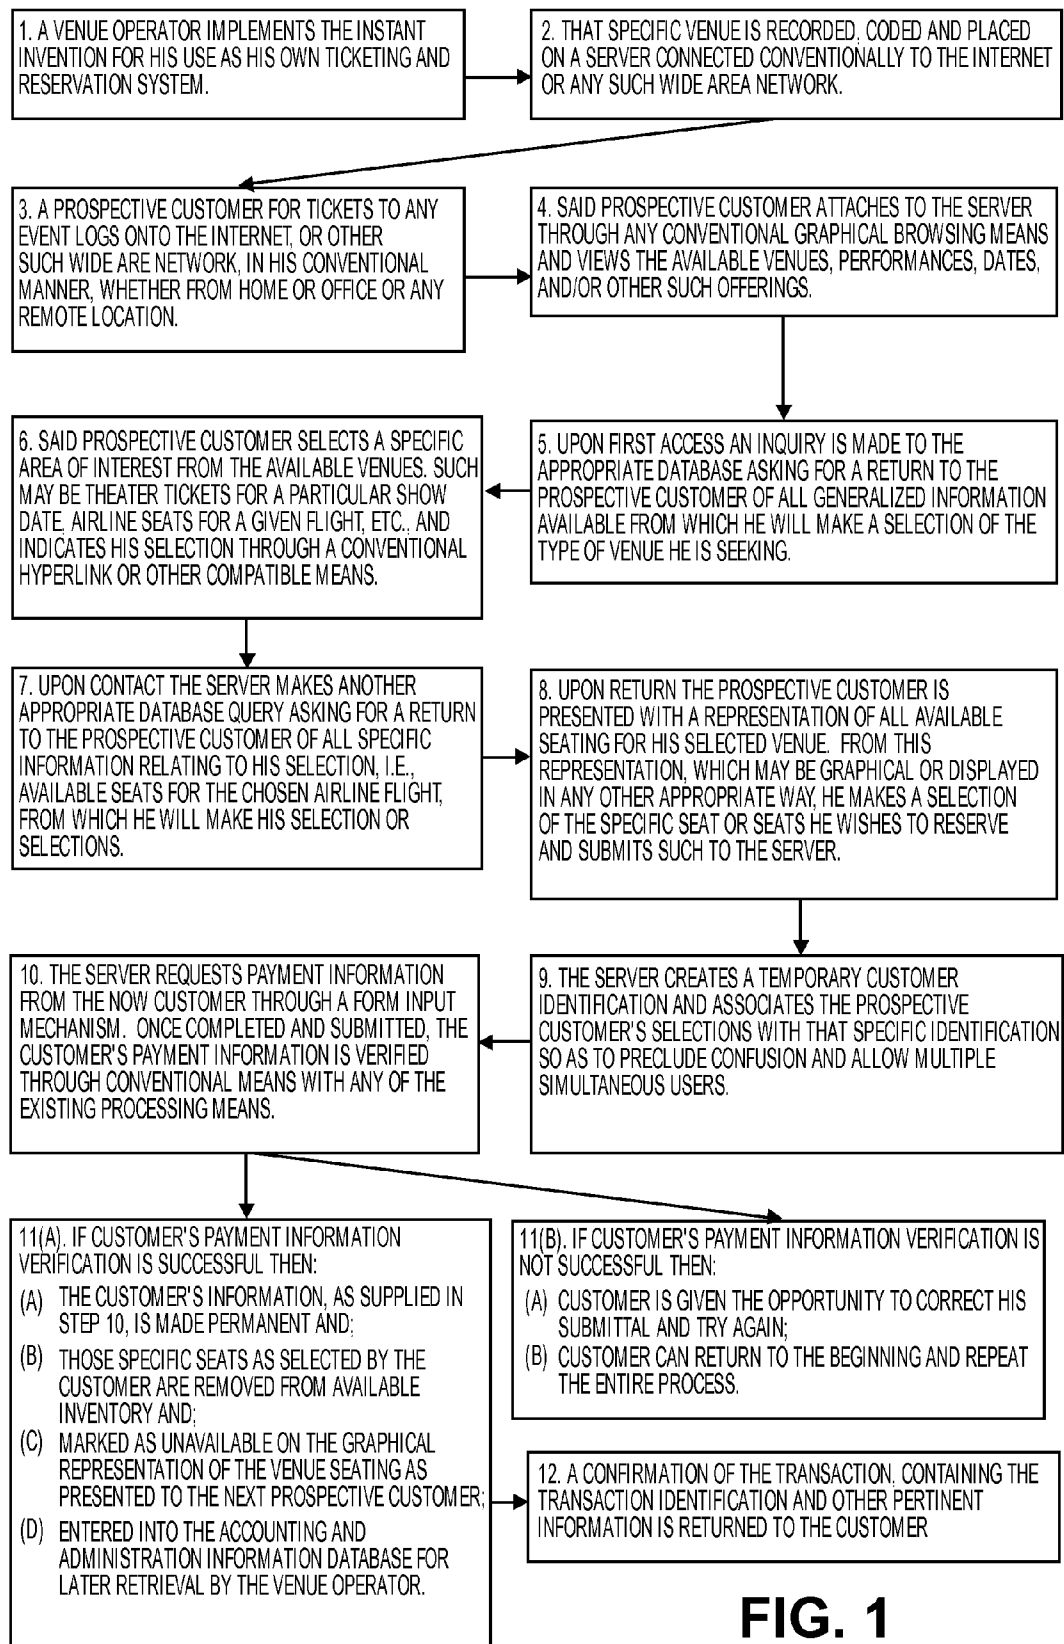 1. A VENUE OPERATOR IMPLEMENTS THE INSTANT
INVENTION FOR HIS USE AS HIS OWN TICKETING AND
RESERVATION SYSTEM.
2. THAT SPECIFIC VENUE IS RECORDED, CODED AND PLACED
ON A SERVER CONNECTED CONVENTIONALLY TO THE INTERNET
OR ANY SUCH WIDE AREA NETWORK.
3. A PROSPECTIVE CUSTOMER FOR TICKETS TO ANY
EVENT LOGS ONTO THE INTERNET, OR OTHER
SUCH WIDE ARE NETWORK, IN HIS CONVENTIONAL
MANNER, WHETHER FROM HOME OR OFFICE OR ANY
REMOTE LOCATION.
4. SAID PROSPECTIVE CUSTOMER ATTACHES TO THE SERVER
THROUGH ANY CONVENTIONAL GRAPHICAL BROWSING MEANS
AND VIEWS THE AVAILABLE VENUES, PERFORMANCES, DATES,
AND/OR OTHER SUCH OFFERINGS.
5. UPON FIRST ACCESS AN INQUIRY IS MADE TO THE
APPROPRIATE DATABASE ASKING FOR A RETURN TO THE
PROSPECTIVE CUSTOMER OF ALL GENERALIZED INFORMATION
AVAILABLE FROM WHICH HE WILL MAKE A SELECTION OF THE
TYPE OF VENUE HE IS SEEKING.
6. SAID PROSPECTIVE CUSTOMER SELECTS A SPECIFIC
AREA OF INTEREST FROM THE AVAILABLE VENUES. SUCH
MAY BE THEATER TICKETS FOR A PARTICULAR SHOW
DATE, AIRLINE SEATS FOR A GIVEN FLIGHT, ETC., AND
INDICATES HIS SELECTION THROUGH A CONVENTIONAL
HYPERLINK OR OTHER COMPATIBLE MEANS.
7. UPON CONTACT THE SERVER MAKES ANOTHER
APPROPRIATE DATABASE QUERY ASKING FOR A RETURN
TO THE PROSPECTIVE CUSTOMER OF ALL SPECIFIC
INFORMATION RELATING TO HIS SELECTION, I.E.,
AVAILABLE SEATS FOR THE CHOSEN AIRLINE FLIGHT,
FROM WHICH HE WILL MAKE HIS SELECTION OR
SELECTIONS.
8. UPON RETURN THE PROSPECTIVE CUSTOMER IS
PRESENTED WITH A REPRESENTATION OF ALL AVAILABLE
SEATING FOR HIS SELECTED VENUE. FROM THIS
REPRESENTATION, WHICH MAY BE GRAPHICAL OR DISPLAYED
IN ANY OTHER APPROPRIATE WAY, HE MAKES A SELECTION
OF THE SPECIFIC SEAT OR SEATS HE WISHES TO RESERVE
AND SUBMITS SUCH TO THE SERVER.
9. THE SERVER CREATES A TEMPORARY CUSTOMER
IDENTIFICATION AND ASSOCIATES THE PROSPECTIVE
CUSTOMER'S SELECTIONS WITH THAT SPECIFIC IDENTIFICATION
SO AS TO PRECLUDE CONFUSION AND ALLOW MULTIPLE
SIMULTANEOUS USERS.
10. THE SERVER REQUESTS PAYMENT INFORMATION
FROM THE NOW CUSTOMER THROUGH A FORM INPUT
MECHANISM. ONCE COMPLETED AND SUBMITTED, THE
CUSTOMER'S PAYMENT INFORMATION IS VERIFIED
THROUGH CONVENTIONAL MEANS WITH ANY OF THE
EXISTING PROCESSING MEANS.
11(A). IF CUSTOMER'S PAYMENT INFORMATION
VERIFICATION IS SUCCESSFUL THEN:
(A) THE CUSTOMER'S INFORMATION, AS SUPPLIED IN
STEP 10, IS MADE PERMANENT AND;
(B) THOSE SPECIFIC SEATS AS SELECTED BY THE
CUSTOMER ARE REMOVED FROM AVAILABLE
INVENTORY AND;
(C) MARKED AS UNAVAILABLE ON THE GRAPHICAL
REPRESENTATION OF THE VENUE SEATING AS
PRESENTED TO THE NEXT PROSPECTIVE CUSTOMER;
(D) ENTERED INTO THE ACCOUNTING AND
ADMINISTRATION INFORMATION DATABASE FOR
LATER RETRIEVAL BY THE VENUE OPERATOR.
11(B). IF CUSTOMER'S PAYMENT INFORMATION VERIFICATION IS
NOT SUCCESSFUL THEN:
(A) CUSTOMER IS GIVEN THE OPPORTUNITY TO CORRECT HIS
SUBMITTAL AND TRY AGAIN;
(B) CUSTOMER CAN RETURN TO THE BEGINNING AND REPEAT
THE ENTIRE PROCESS.
12. A CONFIRMATION OF THE TRANSACTION, CONTAINING THE
TRANSACTION IDENTIFICATION AND OTHER PERTINENT
INFORMATION IS RETURNED TO THE CUSTOMER
FIG. 1